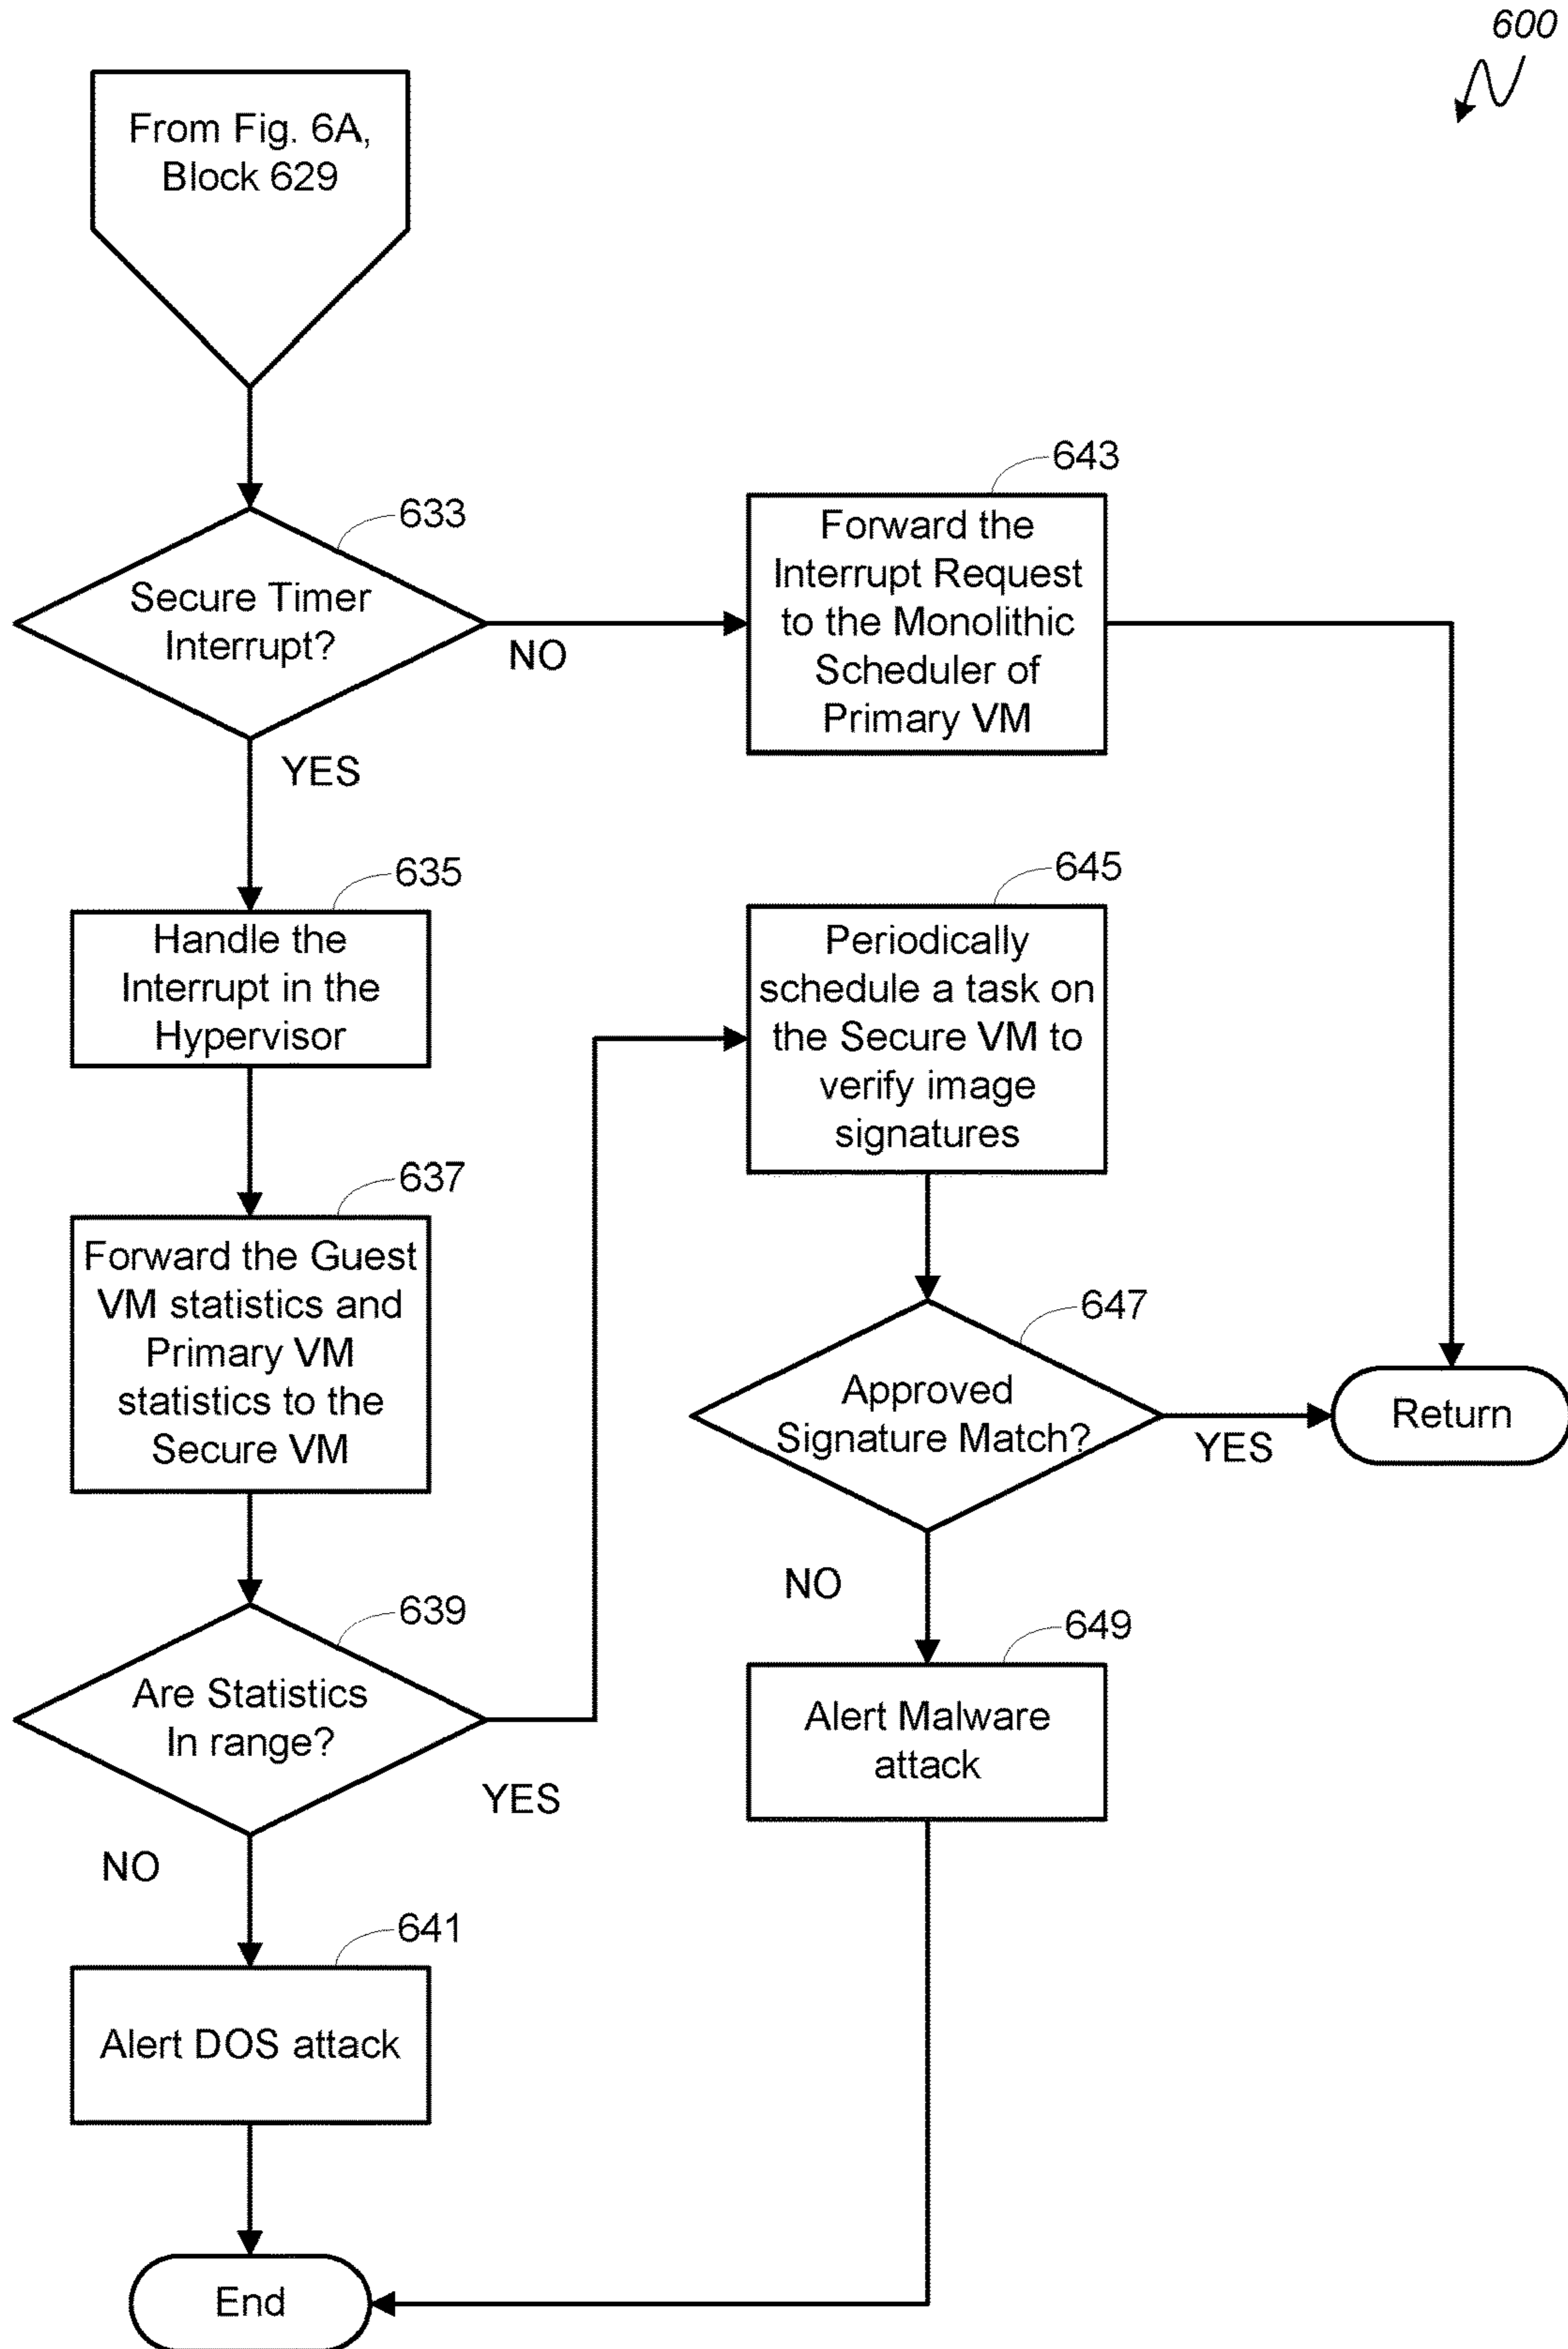 600
From Fig. 6A,
Block 629
633
Secure Timer
Interrupt?
NO
YES
643
Forward the
Interrupt Request
to the Monolithic
Scheduler of
Primary VM
635
Handle the
Interrupt in the
Hypervisor
645
Periodically
schedule a task on
the Secure VM to
verify image
signatures
637
Forward the Guest
VM statistics and
Primary VM
statistics to the
Secure VM
647
Approved
Signature Match?
YES
Return
NO
639
Are Statistics
In range?
YES
NO
649
Alert Malware
attack
641
Alert DOS attack
End